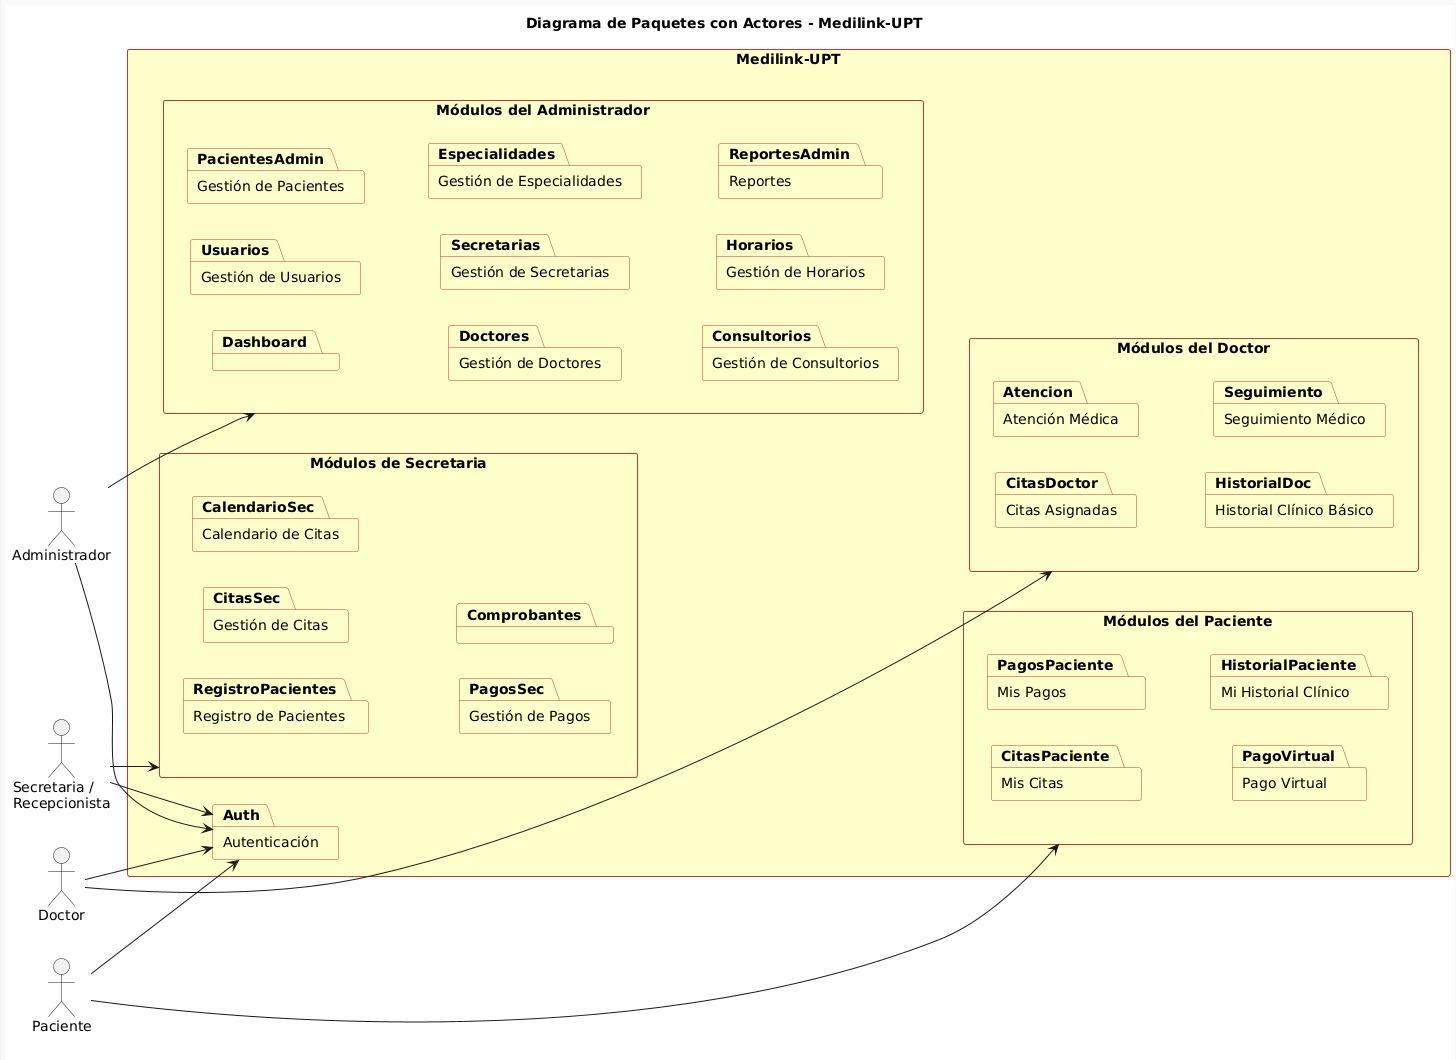 Diagrama de Paquetes con Actores - Medilink-UPT
Medilink-UPT
Módulos del Administrador
PacientesAdmin
Gestión de Pacientes
Especialidades
Gestión de Especialidades
ReportesAdmin
Reportes
Usuarios
Gestión de Usuarios
Secretarias
Gestión de Secretarias
Horarios
Gestión de Horarios
Dashboard
Doctores
Gestión de Doctores
Consultorios
Gestión de Consultorios
Módulos del Doctor
Atencion
Atención Médica
Seguimiento
Seguimiento Médico
CitasDoctor
Citas Asignadas
HistorialDoc
Historial Clínico Básico
Módulos de Secretaria
CalendarioSec
Calendario de Citas
CitasSec
Gestión de Citas
Comprobantes
RegistroPacientes
Registro de Pacientes
PagosSec
Gestión de Pagos
Módulos del Paciente
PagosPaciente
Mis Pagos
HistorialPaciente
Mi Historial Clínico
CitasPaciente
Mis Citas
PagoVirtual
Pago Virtual
Auth
Autenticación
Administrador
Secretaria /
Recepcionista
Doctor
Paciente